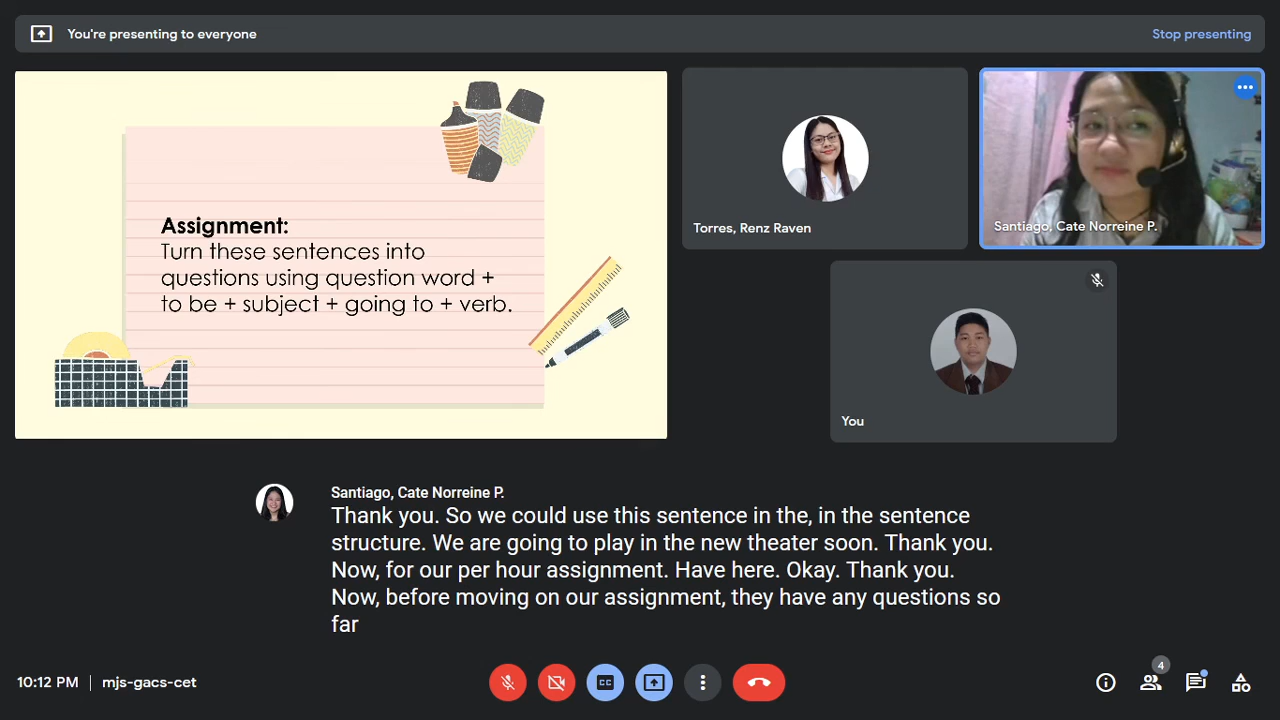 You're presenting to everyone
Stop presenting
Assignment:
Turn these sentences into
questions using question word +
to be + subject + going to + verb.
Torres, Renz Raven
Santiago, Cate Norreine P.
You
Santiago, Cate Norreine P.
Thank you. So we could use this sentence in the, in the sentence
structure. We are going to play in the new theater soon. Thank you.
Now, for our per hour assignment. Have here. Okay. Thank you.
Now, before moving on our assignment, they have any questions so
far
10:12 PM | mjs-gacs-cet
CC
4